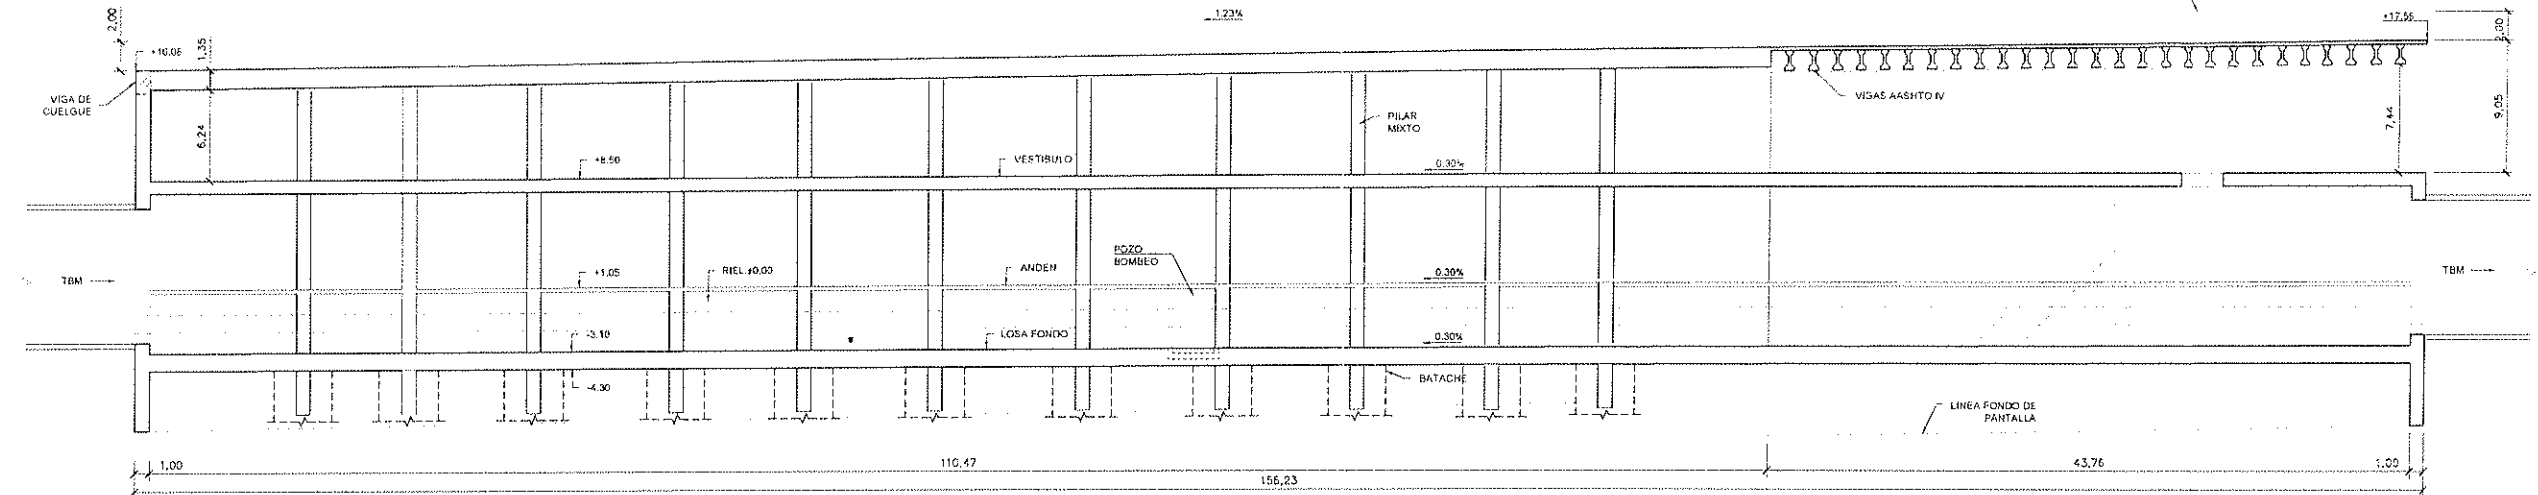 2,00
1,35
+16,08
1.23%
+17,56
2,00
VIGA DE
CUELGUE
6,24
PILAR
MIXTO
VIGAS AASHTO IV
7,44
9,05
+8.50
VESTIBULO
0.30%
TBM
+1,05
RIEL ±0,00
ANDEN
POZO
BOMBEO
0.30%
TBM
-3.10
LOSA FONDO
0.30%
-4.30
BATACHE
LINEA FONDO DE
PANTALLA
1,00
110,47
43,76
1,00
156,23